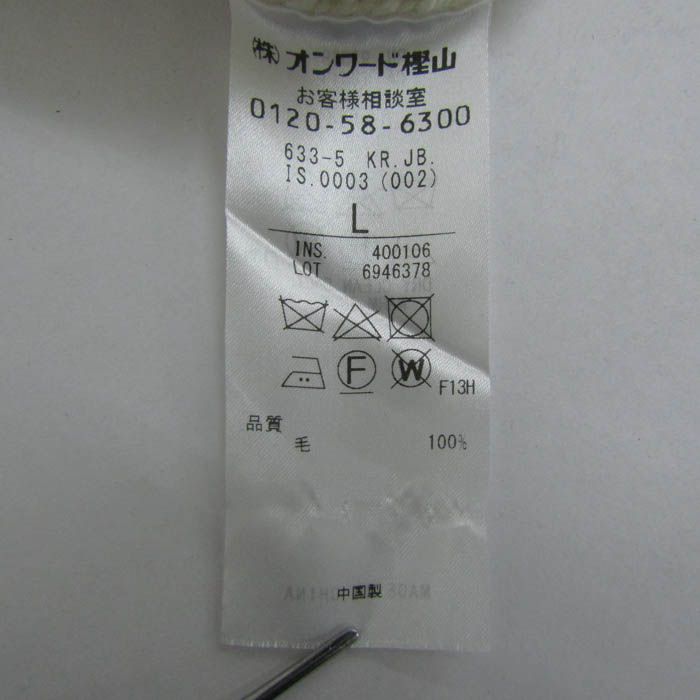 (株)オンワード樫山
お客様相談室
0120-58-6300
633-5 KR.JB.
IS.0003 (002)
L
INS. 400106
LOT 6946378
F W F13H
品質
毛 100%
中国製